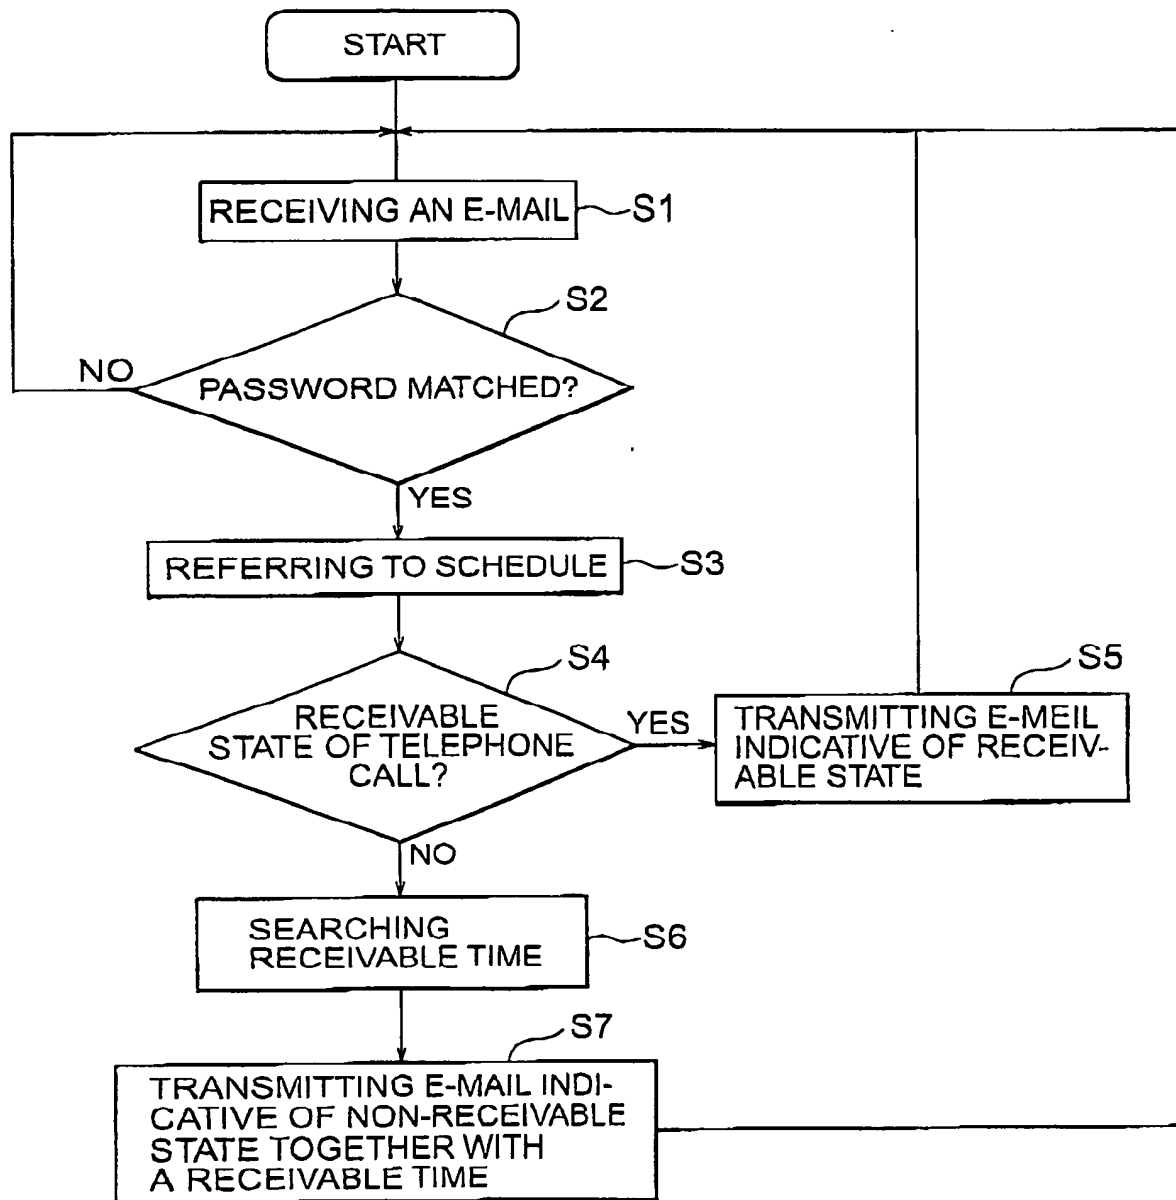 START
RECEIVING AN E-MAIL
S1
S2
PASSWORD MATCHED?
NO
YES
REFERRING TO SCHEDULE
S3
S4
RECEIVABLE
STATE OF TELEPHONE
CALL?
YES
S5
TRANSMITTING E-MEIL
INDICATIVE OF RECEIV-
ABLE STATE
NO
SEARCHING
RECEIVABLE TIME
S6
S7
TRANSMITTING E-MAIL INDI-
CATIVE OF NON-RECEIVABLE
STATE TOGETHER WITH
A RECEIVABLE TIME